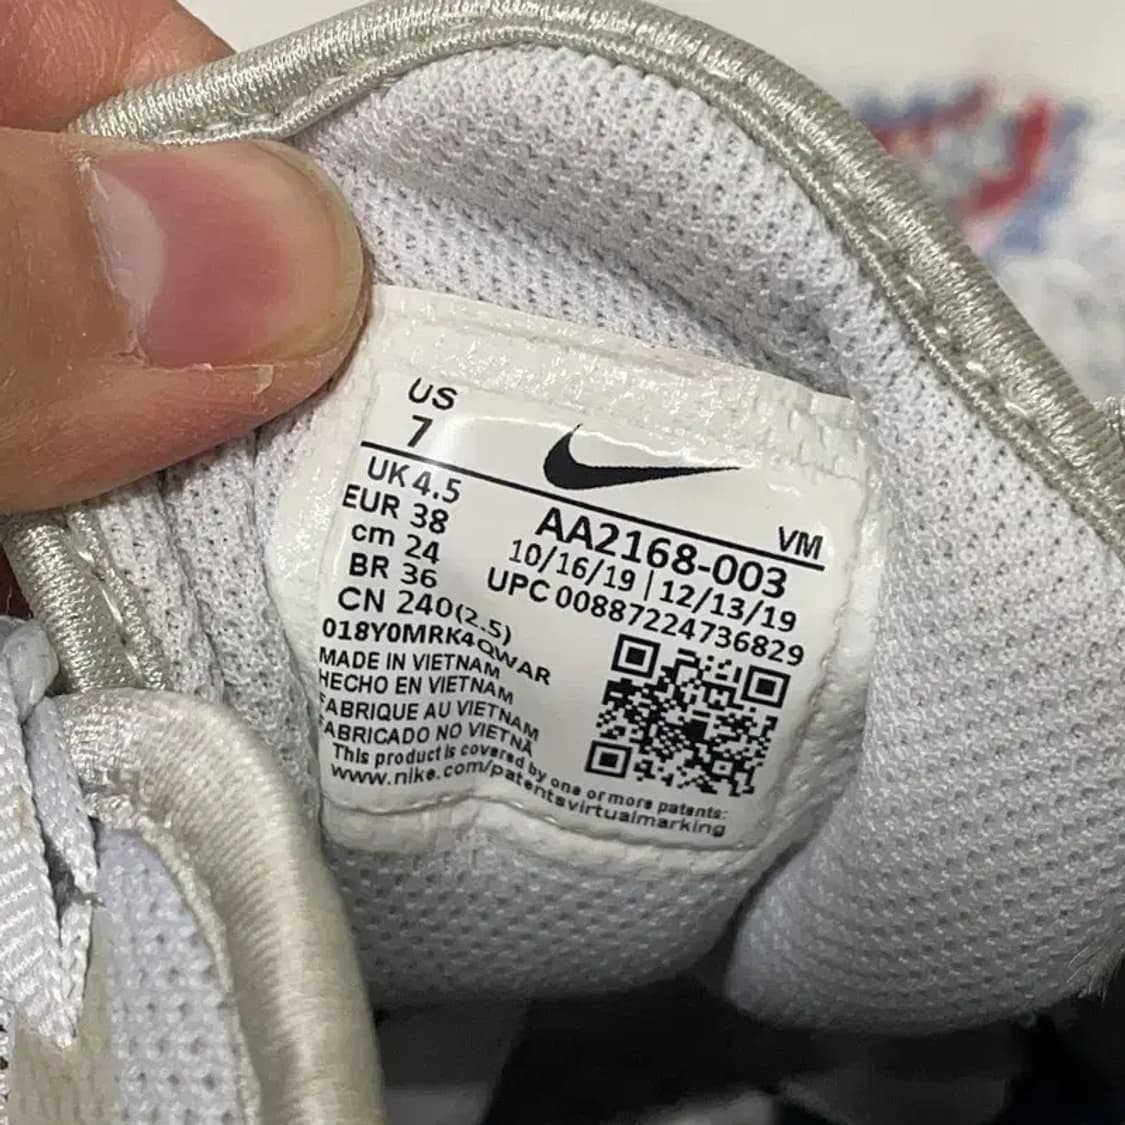 US
7
UK 4.5
EUR 38
cm 24
BR 36
CN 240(2.5)
018Y0MRK4QWAR
MADE IN VIETNAM
HECHO EN VIETNAM
FABRIQUE AU VIETNAM
FABRICADO NO VIETNÃ
This product is covered by one or more patents:
www.nike.com/patentsvirtualmarking
VM
AA2168-003
10/16/19 | 12/13/19
UPC 00887224736829